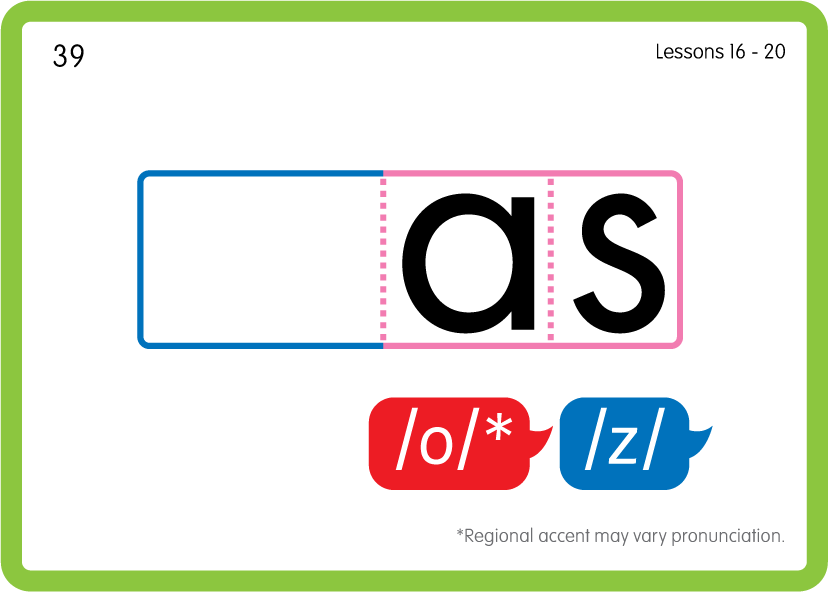 39
Lessons 16 - 20
as
/o/* /z/
*Regional accent may vary pronunciation.